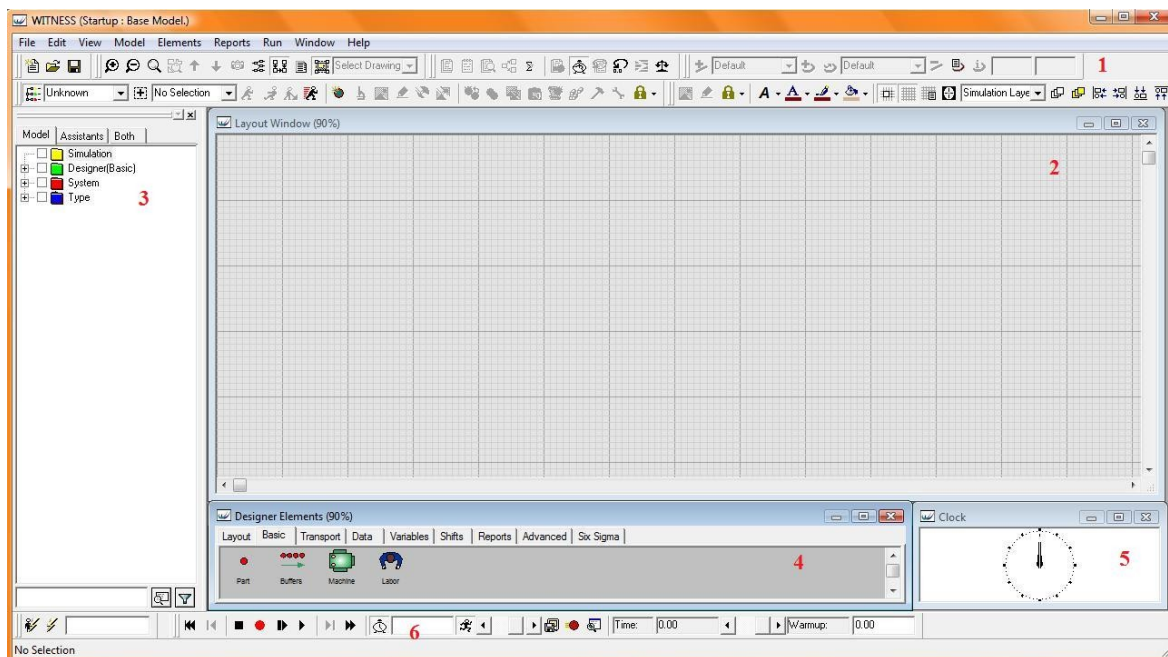 WITNESS (Startup : Base Model.)
File Edit View Model Elements Reports Run Window Help
Select Drawing Σ Default Default 1
Unknown No Selection A A Simulation Laye
Model Assistants Both
Simulation
Designer(Basic)
System
Type
3
Layout Window (90%)
2
Designer Elements (90%)
Layout Basic Transport Data Variables Shifts Reports Advanced Six Sigma
Part Buffers Machine Labor
4
Clock
5
6 Time: 0.00 Warmup: 0.00
No Selection